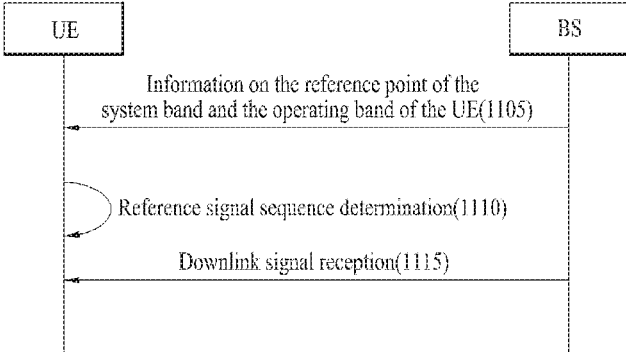 UE
BS
Information on the reference point of the
system band and the operating band of the UE(1105)
Reference signal sequence determination(1110)
Downlink signal reception(1115)